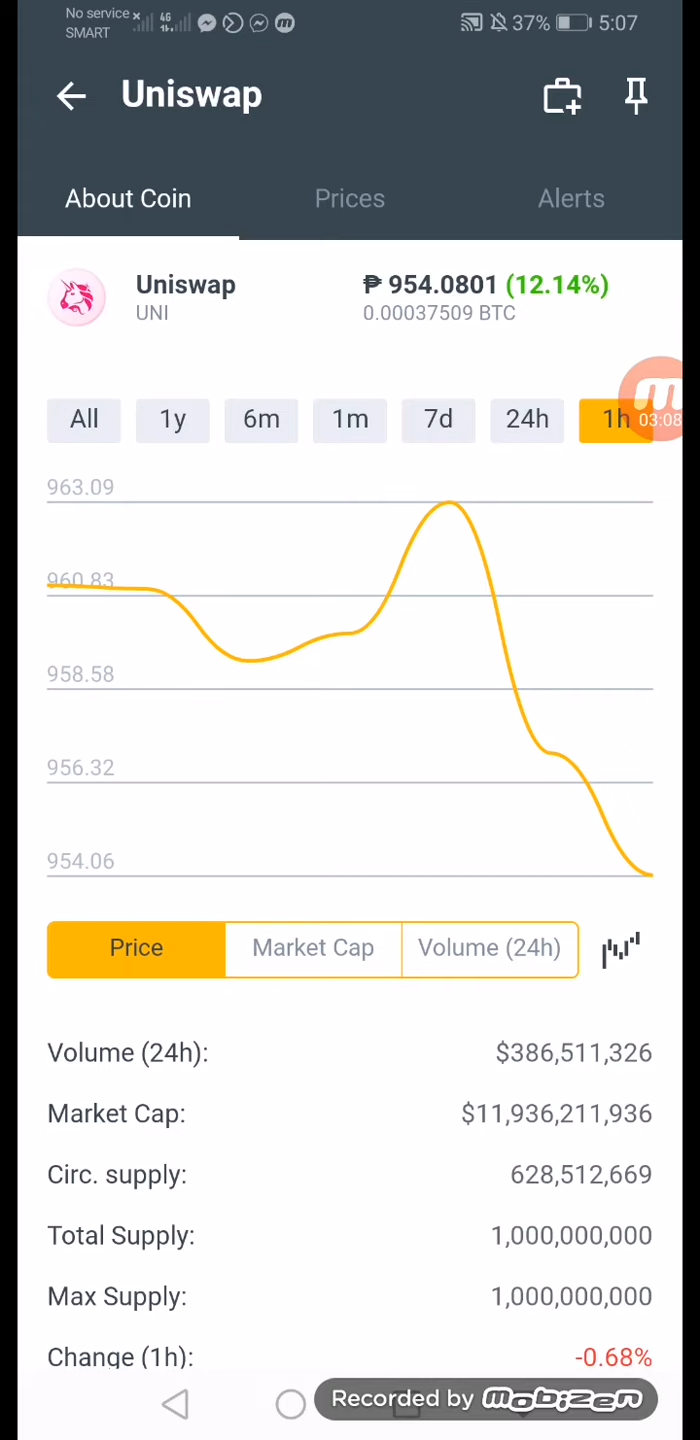 No service
SMART
4G
37%
5:07
Uniswap
About Coin Prices Alerts
Uniswap ₱ 954.0801 (12.14%)
UNI 0.00037509 BTC
All 1y 6m 1m 7d 24h 1h
03:08
963.09
960.83
958.58
956.32
954.06
Price Market Cap Volume (24h)
Volume (24h): $386,511,326
Market Cap: $11,936,211,936
Circ. supply: 628,512,669
Total Supply: 1,000,000,000
Max Supply: 1,000,000,000
Change (1h): -0.68%
Recorded by mobizen